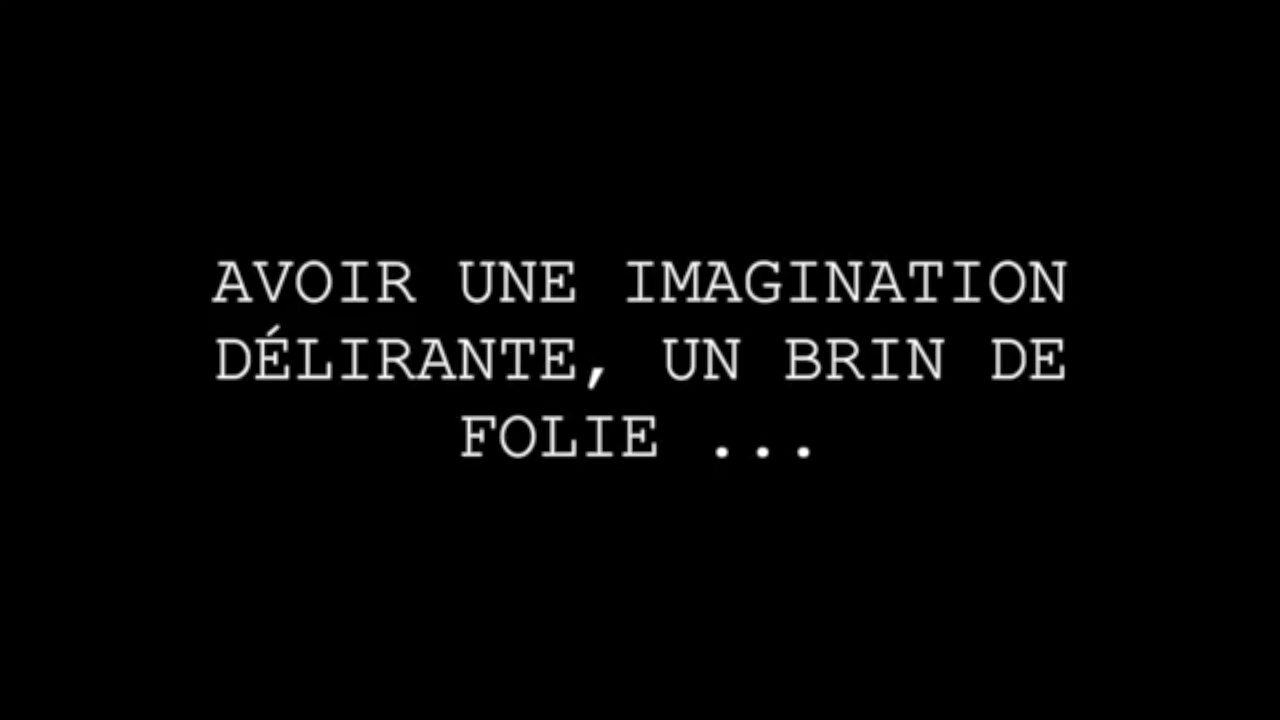 AVOIR UNE IMAGINATION
DÉLIRANTE, UN BRIN DE
FOLIE ...